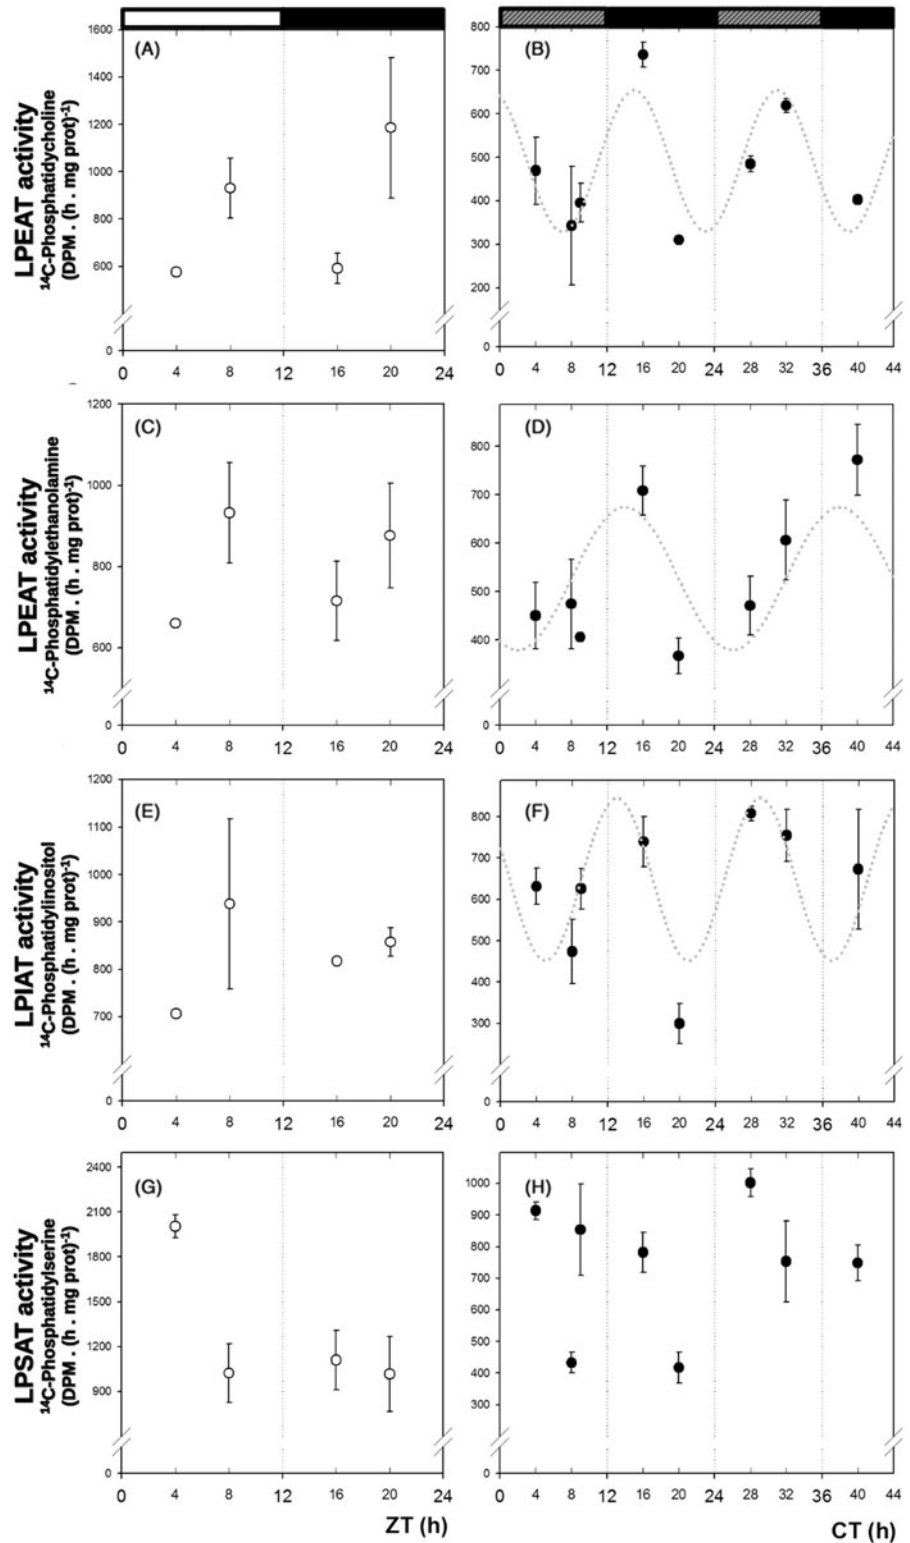 (A)
LPEAT activity
14C-Phosphatidycholine
(DPM . (h . mg prot)-1
1600
1400
1200
1000
800
600
0
0 4 8 12 16 20 24
(B)
800
700
600
500
400
300
200
0
0 4 8 12 16 20 24 28 32 36 40 44
(C)
LPEAT activity
14C-Phosphatidylethanolamine
(DPM . (h . mg prot)-1
1200
1000
800
600
0
0 4 8 12 16 20 24
(D)
800
700
600
500
400
0
0 4 8 12 16 20 24 28 32 36 40 44
(E)
LPIAT activity
14C-Phosphatidylinositol
(DPM . (h . mg prot)-1
1200
1100
1000
900
800
700
0
0 4 8 12 16 20 24
(F)
800
700
600
500
400
300
0
0 4 8 12 16 20 24 28 32 36 40 44
(G)
LPSAT activity
14C-Phosphatidylserine
(DPM . (h . mg prot)-1
2400
2100
1800
1500
1200
900
0
0 4 8 12 16 20 24
ZT (h)
(H)
1000
900
800
700
600
500
400
300
0
0 4 8 12 16 20 24 28 32 36 40 44
CT (h)